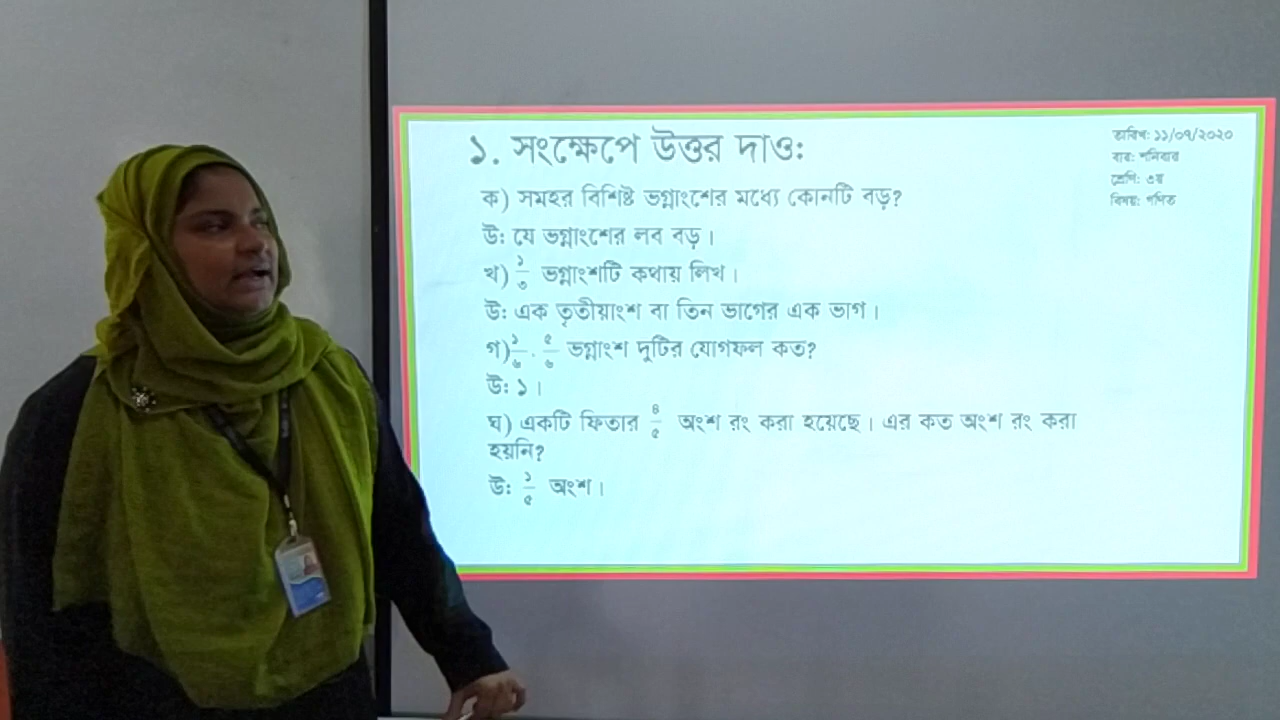 ১. সংক্ষেপে উত্তর দাও:
তারিখ: ১১/০৭/২০২০
বার: শনিবার
শ্রেণি: ৩য়
বিষয়: গণিত
ক) সমহর বিশিষ্ট ভগ্নাংশের মধ্যে কোনটি বড়?
উ: যে ভগ্নাংশের লব বড়।
খ) ১/৩ ভগ্নাংশটি কথায় লিখ।
উ: এক তৃতীয়াংশ বা তিন ভাগের এক ভাগ।
গ) ১/৬, ৫/৬ ভগ্নাংশ দুটির যোগফল কত?
উ: ১।
ঘ) একটি ফিতার ৪/৫ অংশ রং করা হয়েছে। এর কত অংশ রং করা
হয়নি?
উ: ১/৫ অংশ।